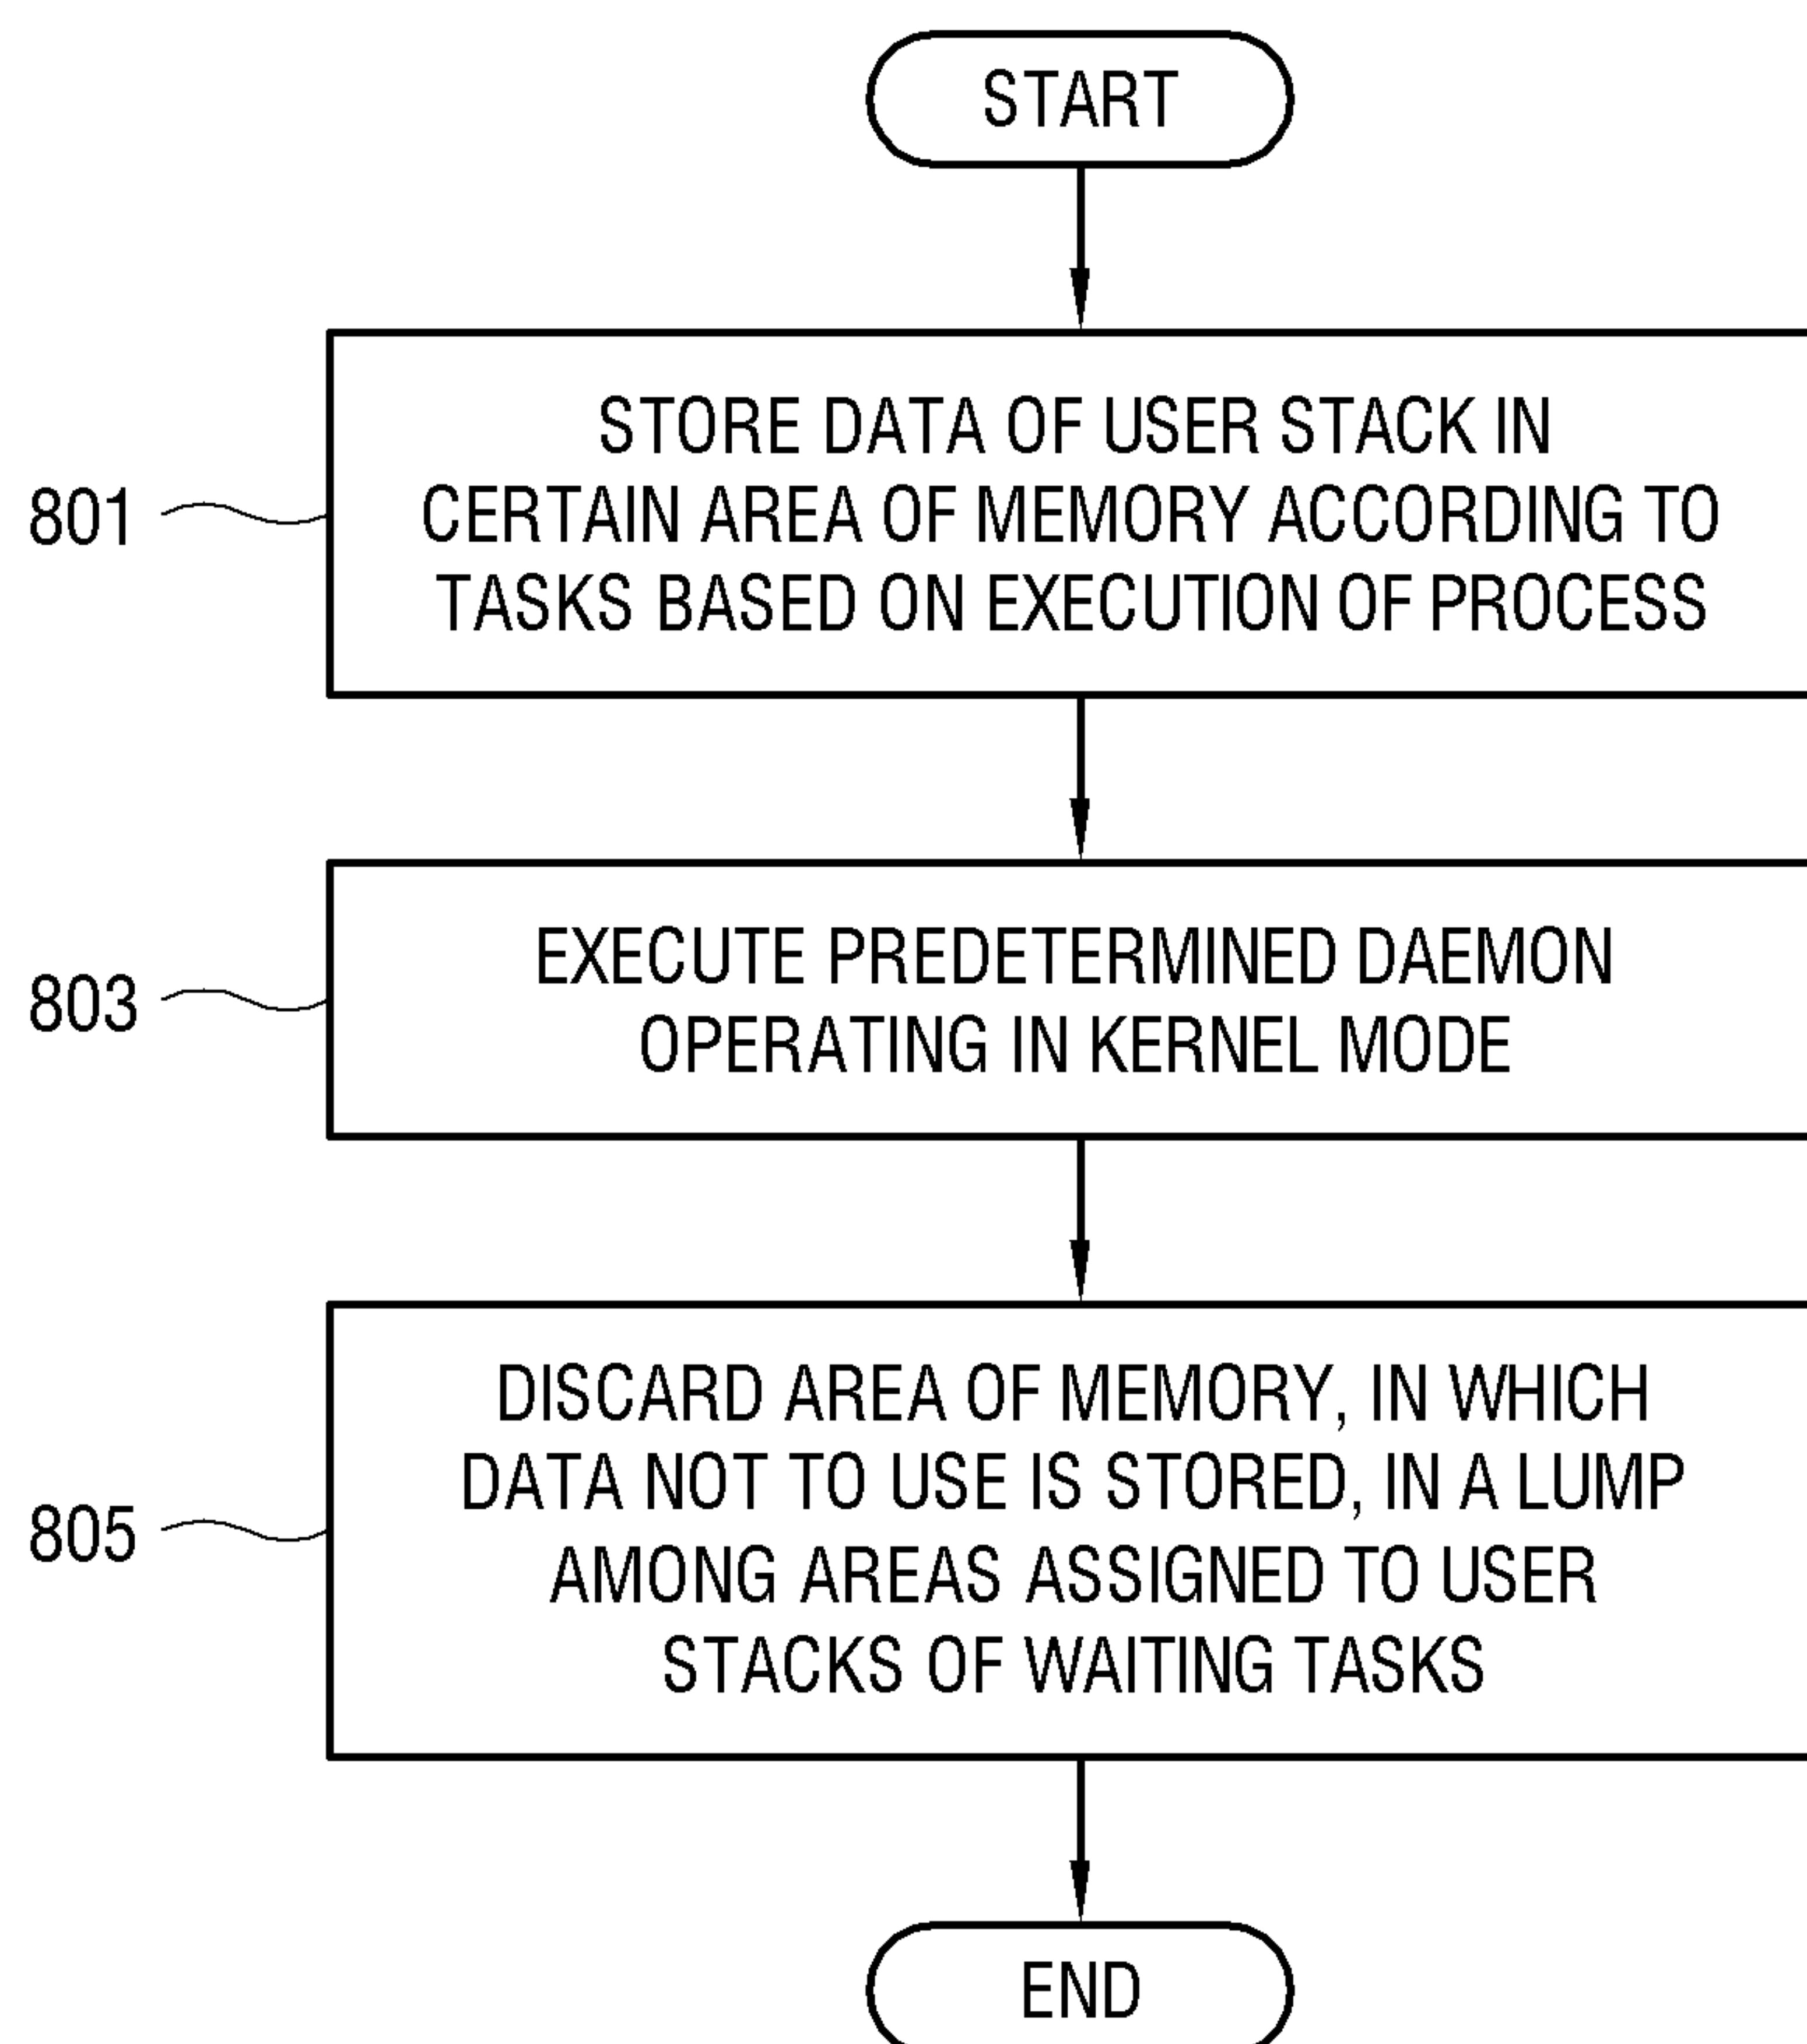 START
STORE DATA OF USER STACK IN
CERTAIN AREA OF MEMORY ACCORDING TO
TASKS BASED ON EXECUTION OF PROCESS
801
EXECUTE PREDETERMINED DAEMON
OPERATING IN KERNEL MODE
803
DISCARD AREA OF MEMORY, IN WHICH
DATA NOT TO USE IS STORED, IN A LUMP
AMONG AREAS ASSIGNED TO USER
STACKS OF WAITING TASKS
805
END